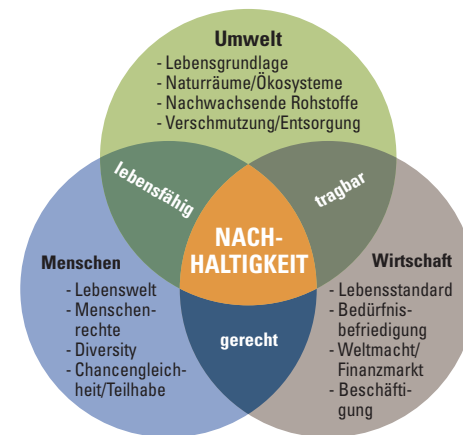 Umwelt
- Lebensgrundlage
- Naturräume/Ökosysteme
- Nachwachsende Rohstoffe
- Verschmutzung/Entsorgung
lebensfähig
tragbar
NACH-
HALTIGKEIT
Menschen
- Lebenswelt
- Menschen-
rechte
- Diversity
- Chancengleich-
heit/Teilhabe
gerecht
Wirtschaft
- Lebensstandard
- Bedürfnis-
befriedigung
- Weltmacht/
Finanzmarkt
- Beschäfti-
gung